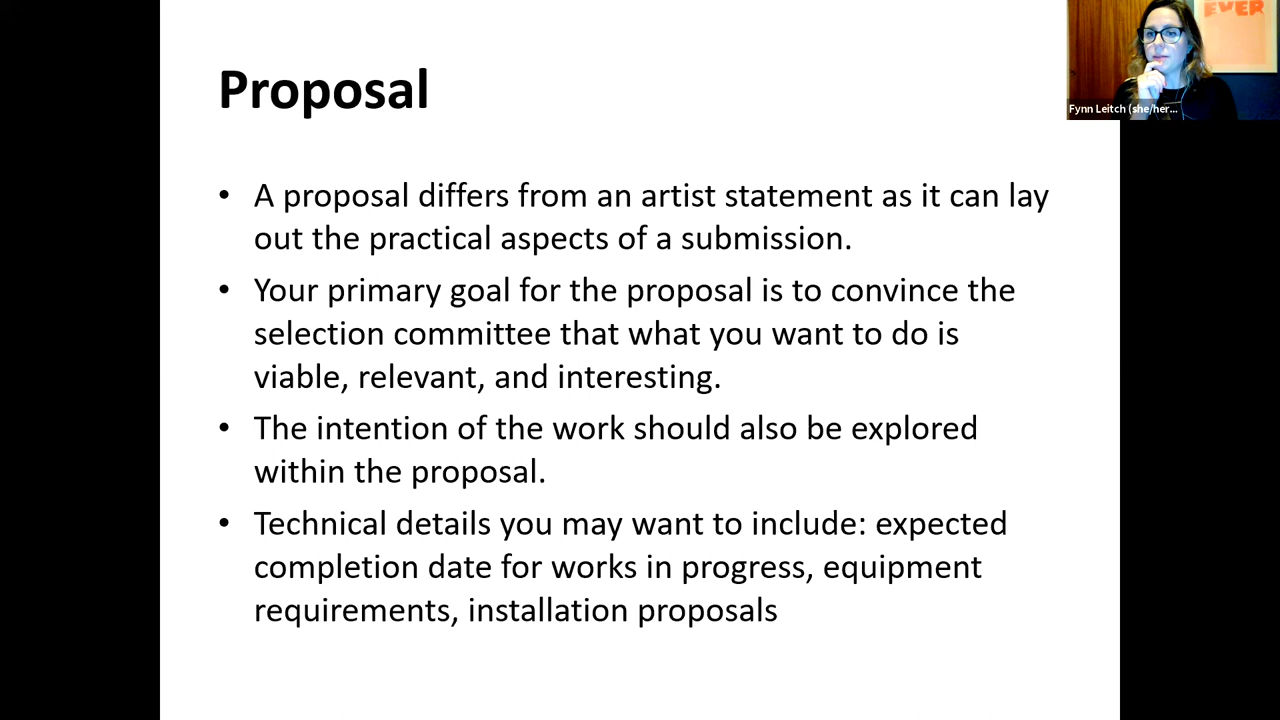 Proposal
• A proposal differs from an artist statement as it can lay
out the practical aspects of a submission.
• Your primary goal for the proposal is to convince the
selection committee that what you want to do is
viable, relevant, and interesting.
• The intention of the work should also be explored
within the proposal.
• Technical details you may want to include: expected
completion date for works in progress, equipment
requirements, installation proposals
EVER
Fynn Leitch (she/her...